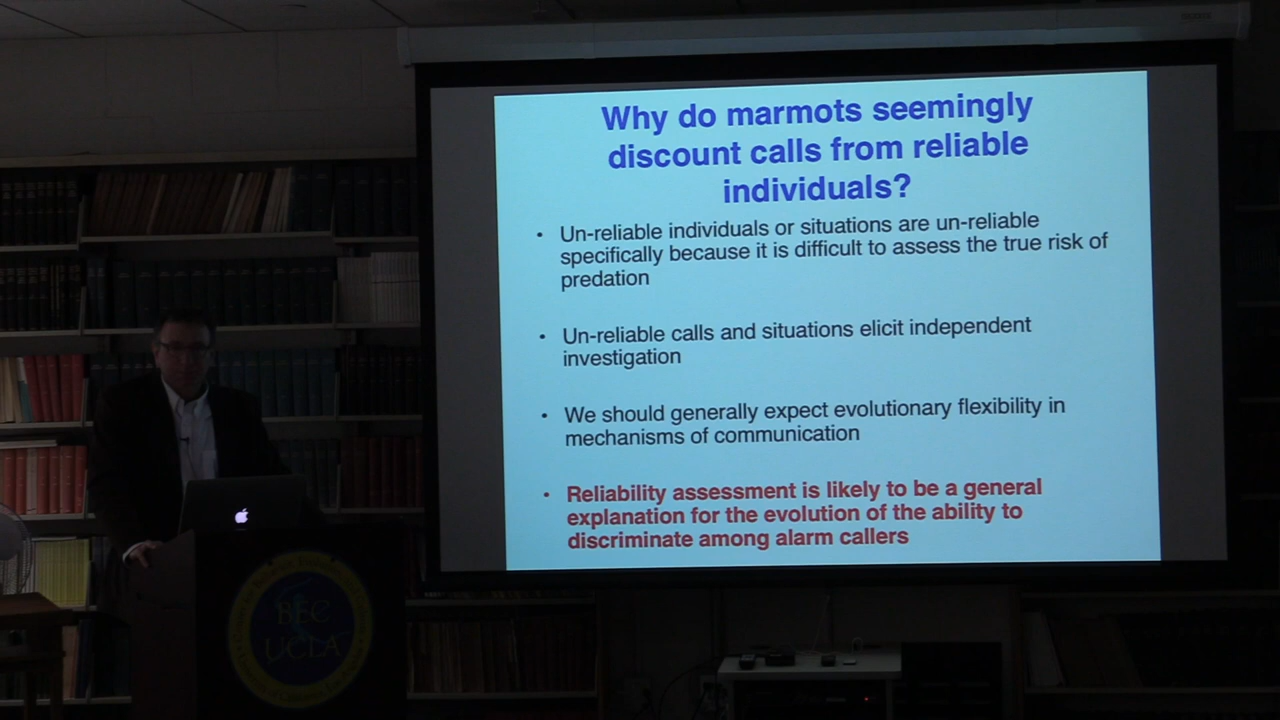 Why do marmots seemingly
discount calls from reliable
individuals?
• Un-reliable individuals or situations are un-reliable
specifically because it is difficult to assess the true risk of
predation
• Un-reliable calls and situations elicit independent
investigation
• We should generally expect evolutionary flexibility in
mechanisms of communication
• Reliability assessment is likely to be a general
explanation for the evolution of the ability to
discriminate among alarm callers
BEC
UCLA